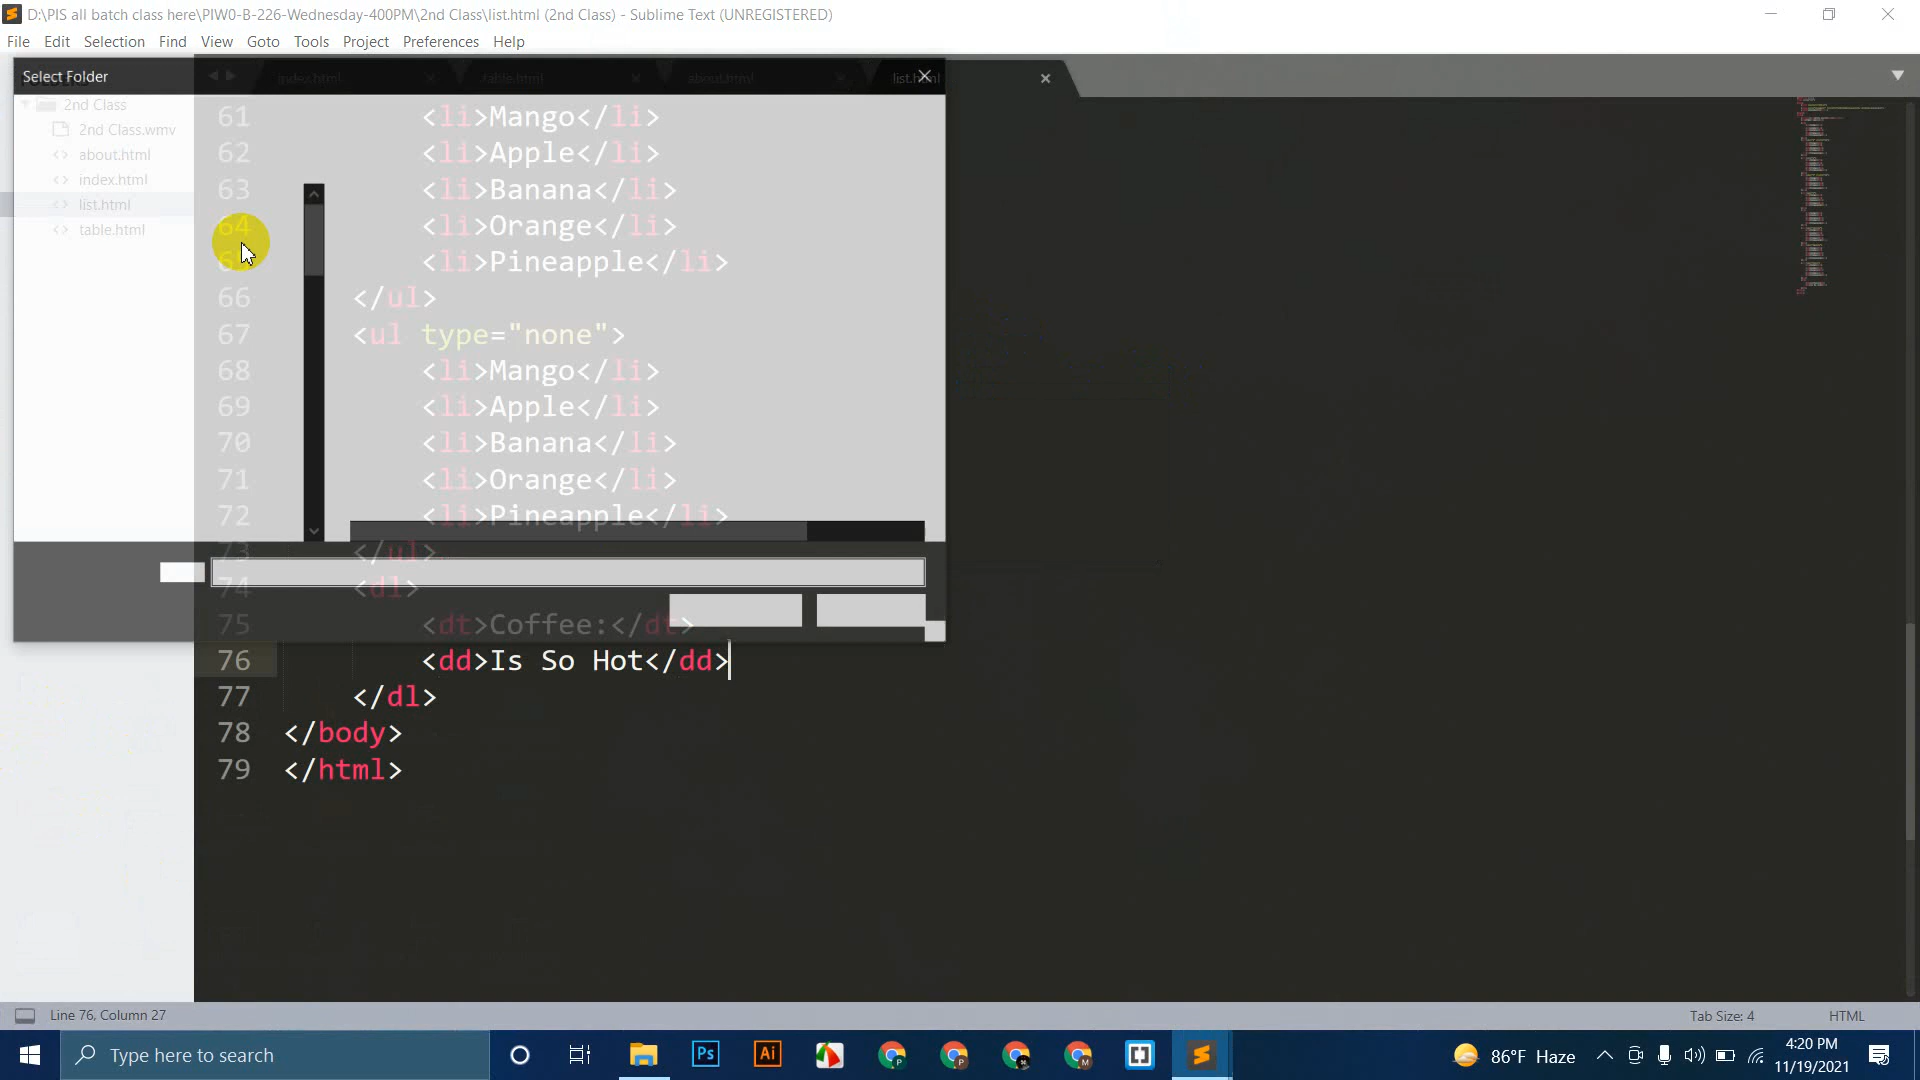 D:\PIS all batch class here\PIW0-B-226-Wednesday-400PM\2nd Class\list.html (2nd Class) - Sublime Text (UNREGISTERED)
File Edit Selection Find View Goto Tools Project Preferences Help
Select Folder
FOLDERS
index.html table.html about.html list.html
2nd Class
2nd Class.wmv
about.html
index.html
list.html
table.html
61 <li>Mango</li>
62 <li>Apple</li>
63 <li>Banana</li>
64 <li>Orange</li>
65 <li>Pineapple</li>
66 </ul>
67 <ul type="none">
68 <li>Mango</li>
69 <li>Apple</li>
70 <li>Banana</li>
71 <li>Orange</li>
72 <li>Pineapple</li>
73 </ul>
74 <dl>
75 <dt>Coffee:</dt>
76 <dd>Is So Hot</dd>
77 </dl>
78 </body>
79 </html>
Line 76, Column 27
Tab Size: 4
HTML
Type here to search
Ps
Ai
86°F Haze
4:20 PM
11/19/2021